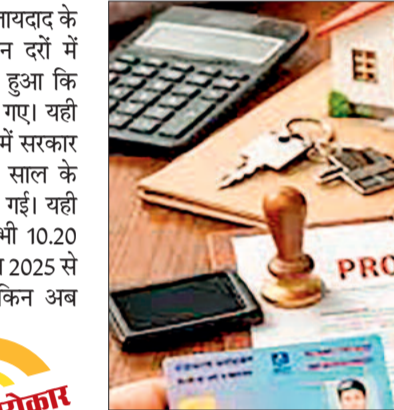 जायदाद के
न दरों में
हुआ कि
गए। यही
में सरकार
साल के
गई। यही
भी 10.20
2025 से
किन अब
रोकार
PRO